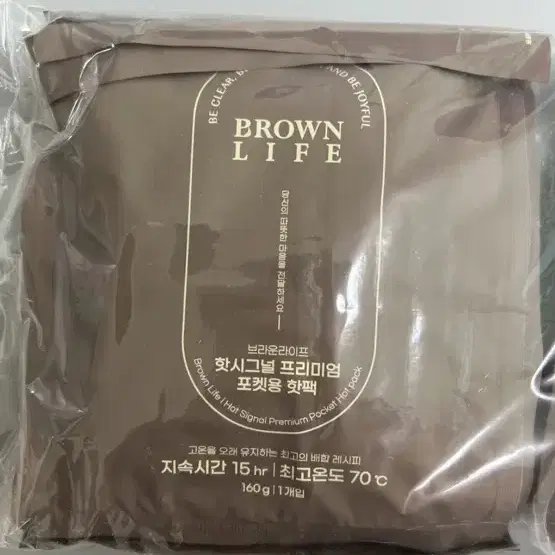 BE CLEAR, B AND BE JOYFUL
BROWN
LIFE
당신의 따뜻한 마음을 전달하세요
브라운라이프
핫시그널 프리미엄
포켓용 핫팩
Brown Life | Hot Signal Premium Pocket Hot pack
고온을 오래 유지하는 최고의 배합 레시피
지속시간 15 hr | 최고온도 70 ℃
160g | 1개입